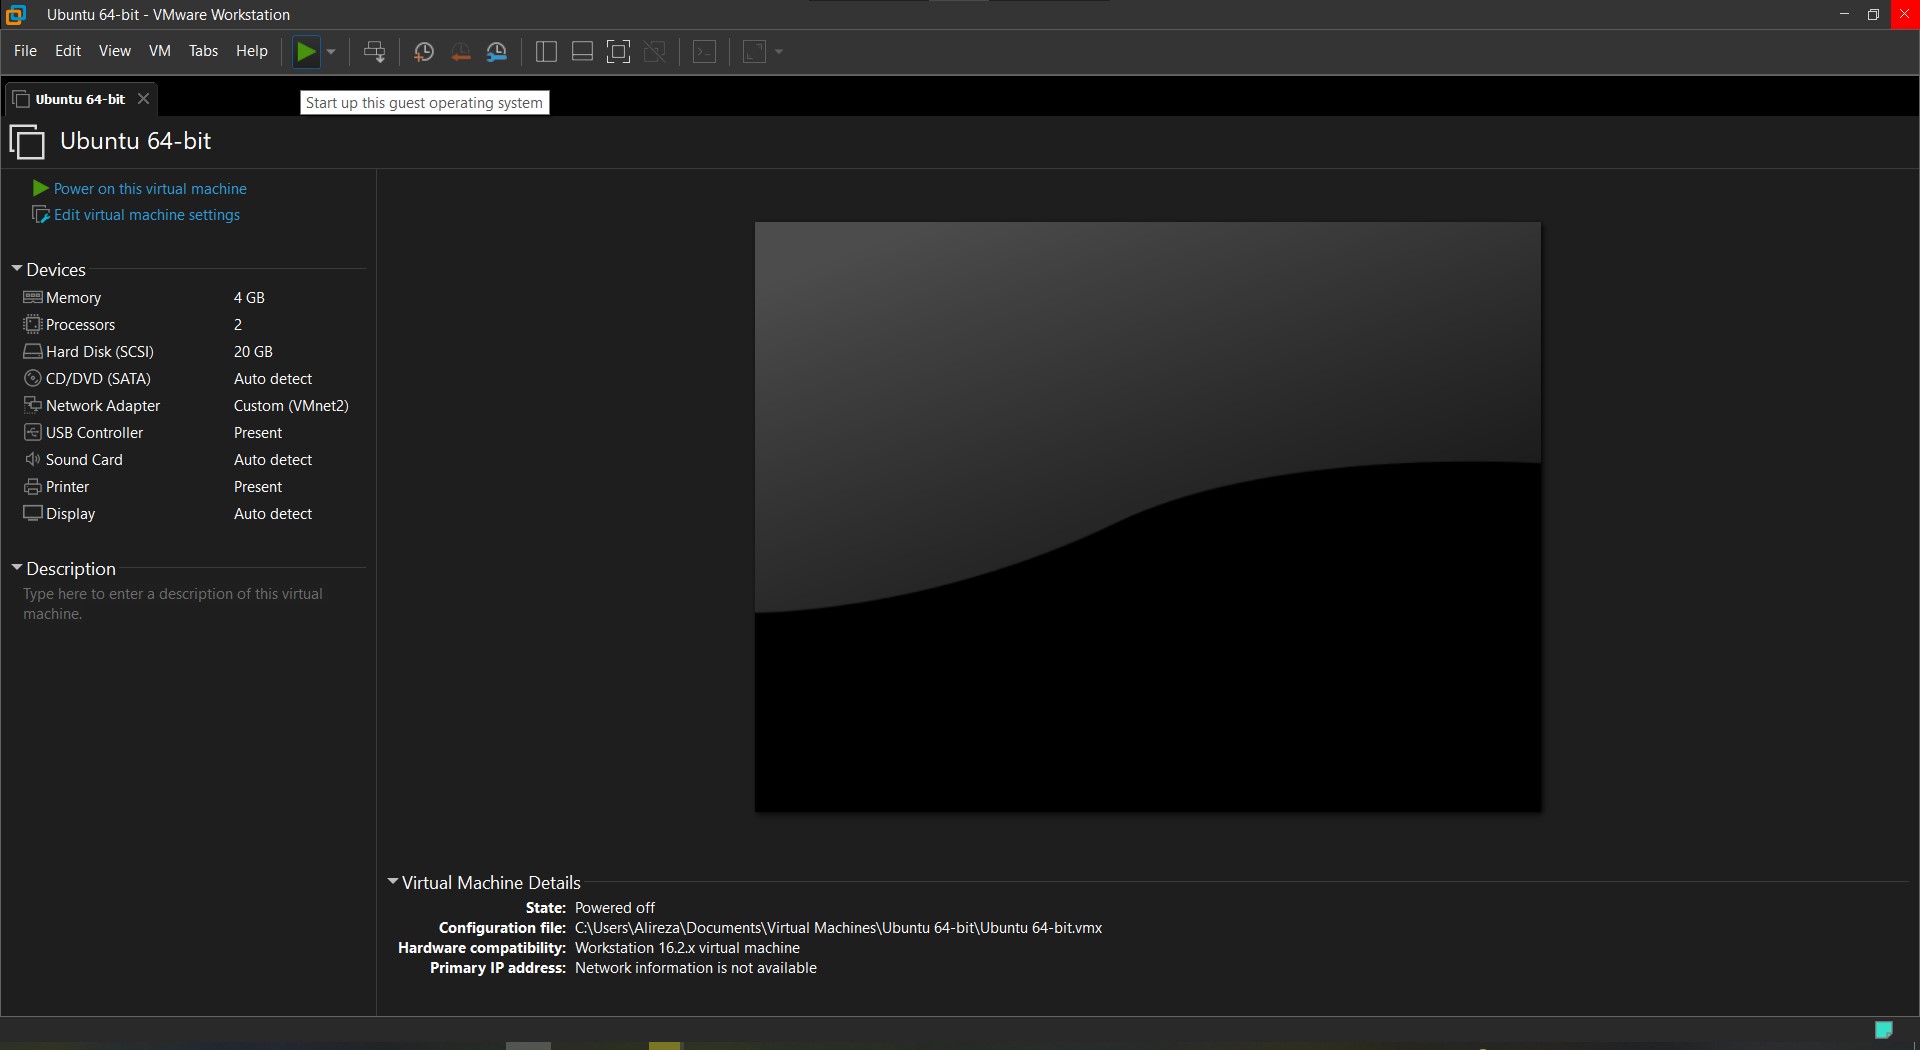 Ubuntu 64-bit - VMware Workstation
File Edit View VM Tabs Help
Ubuntu 64-bit
Start up this guest operating system
Ubuntu 64-bit
Power on this virtual machine
Edit virtual machine settings
Devices
Memory 4 GB
Processors 2
Hard Disk (SCSI) 20 GB
CD/DVD (SATA) Auto detect
Network Adapter Custom (VMnet2)
USB Controller Present
Sound Card Auto detect
Printer Present
Display Auto detect
Description
Type here to enter a description of this virtual
machine.
Virtual Machine Details
State: Powered off
Configuration file: C:\Users\Alireza\Documents\Virtual Machines\Ubuntu 64-bit\Ubuntu 64-bit.vmx
Hardware compatibility: Workstation 16.2.x virtual machine
Primary IP address: Network information is not available